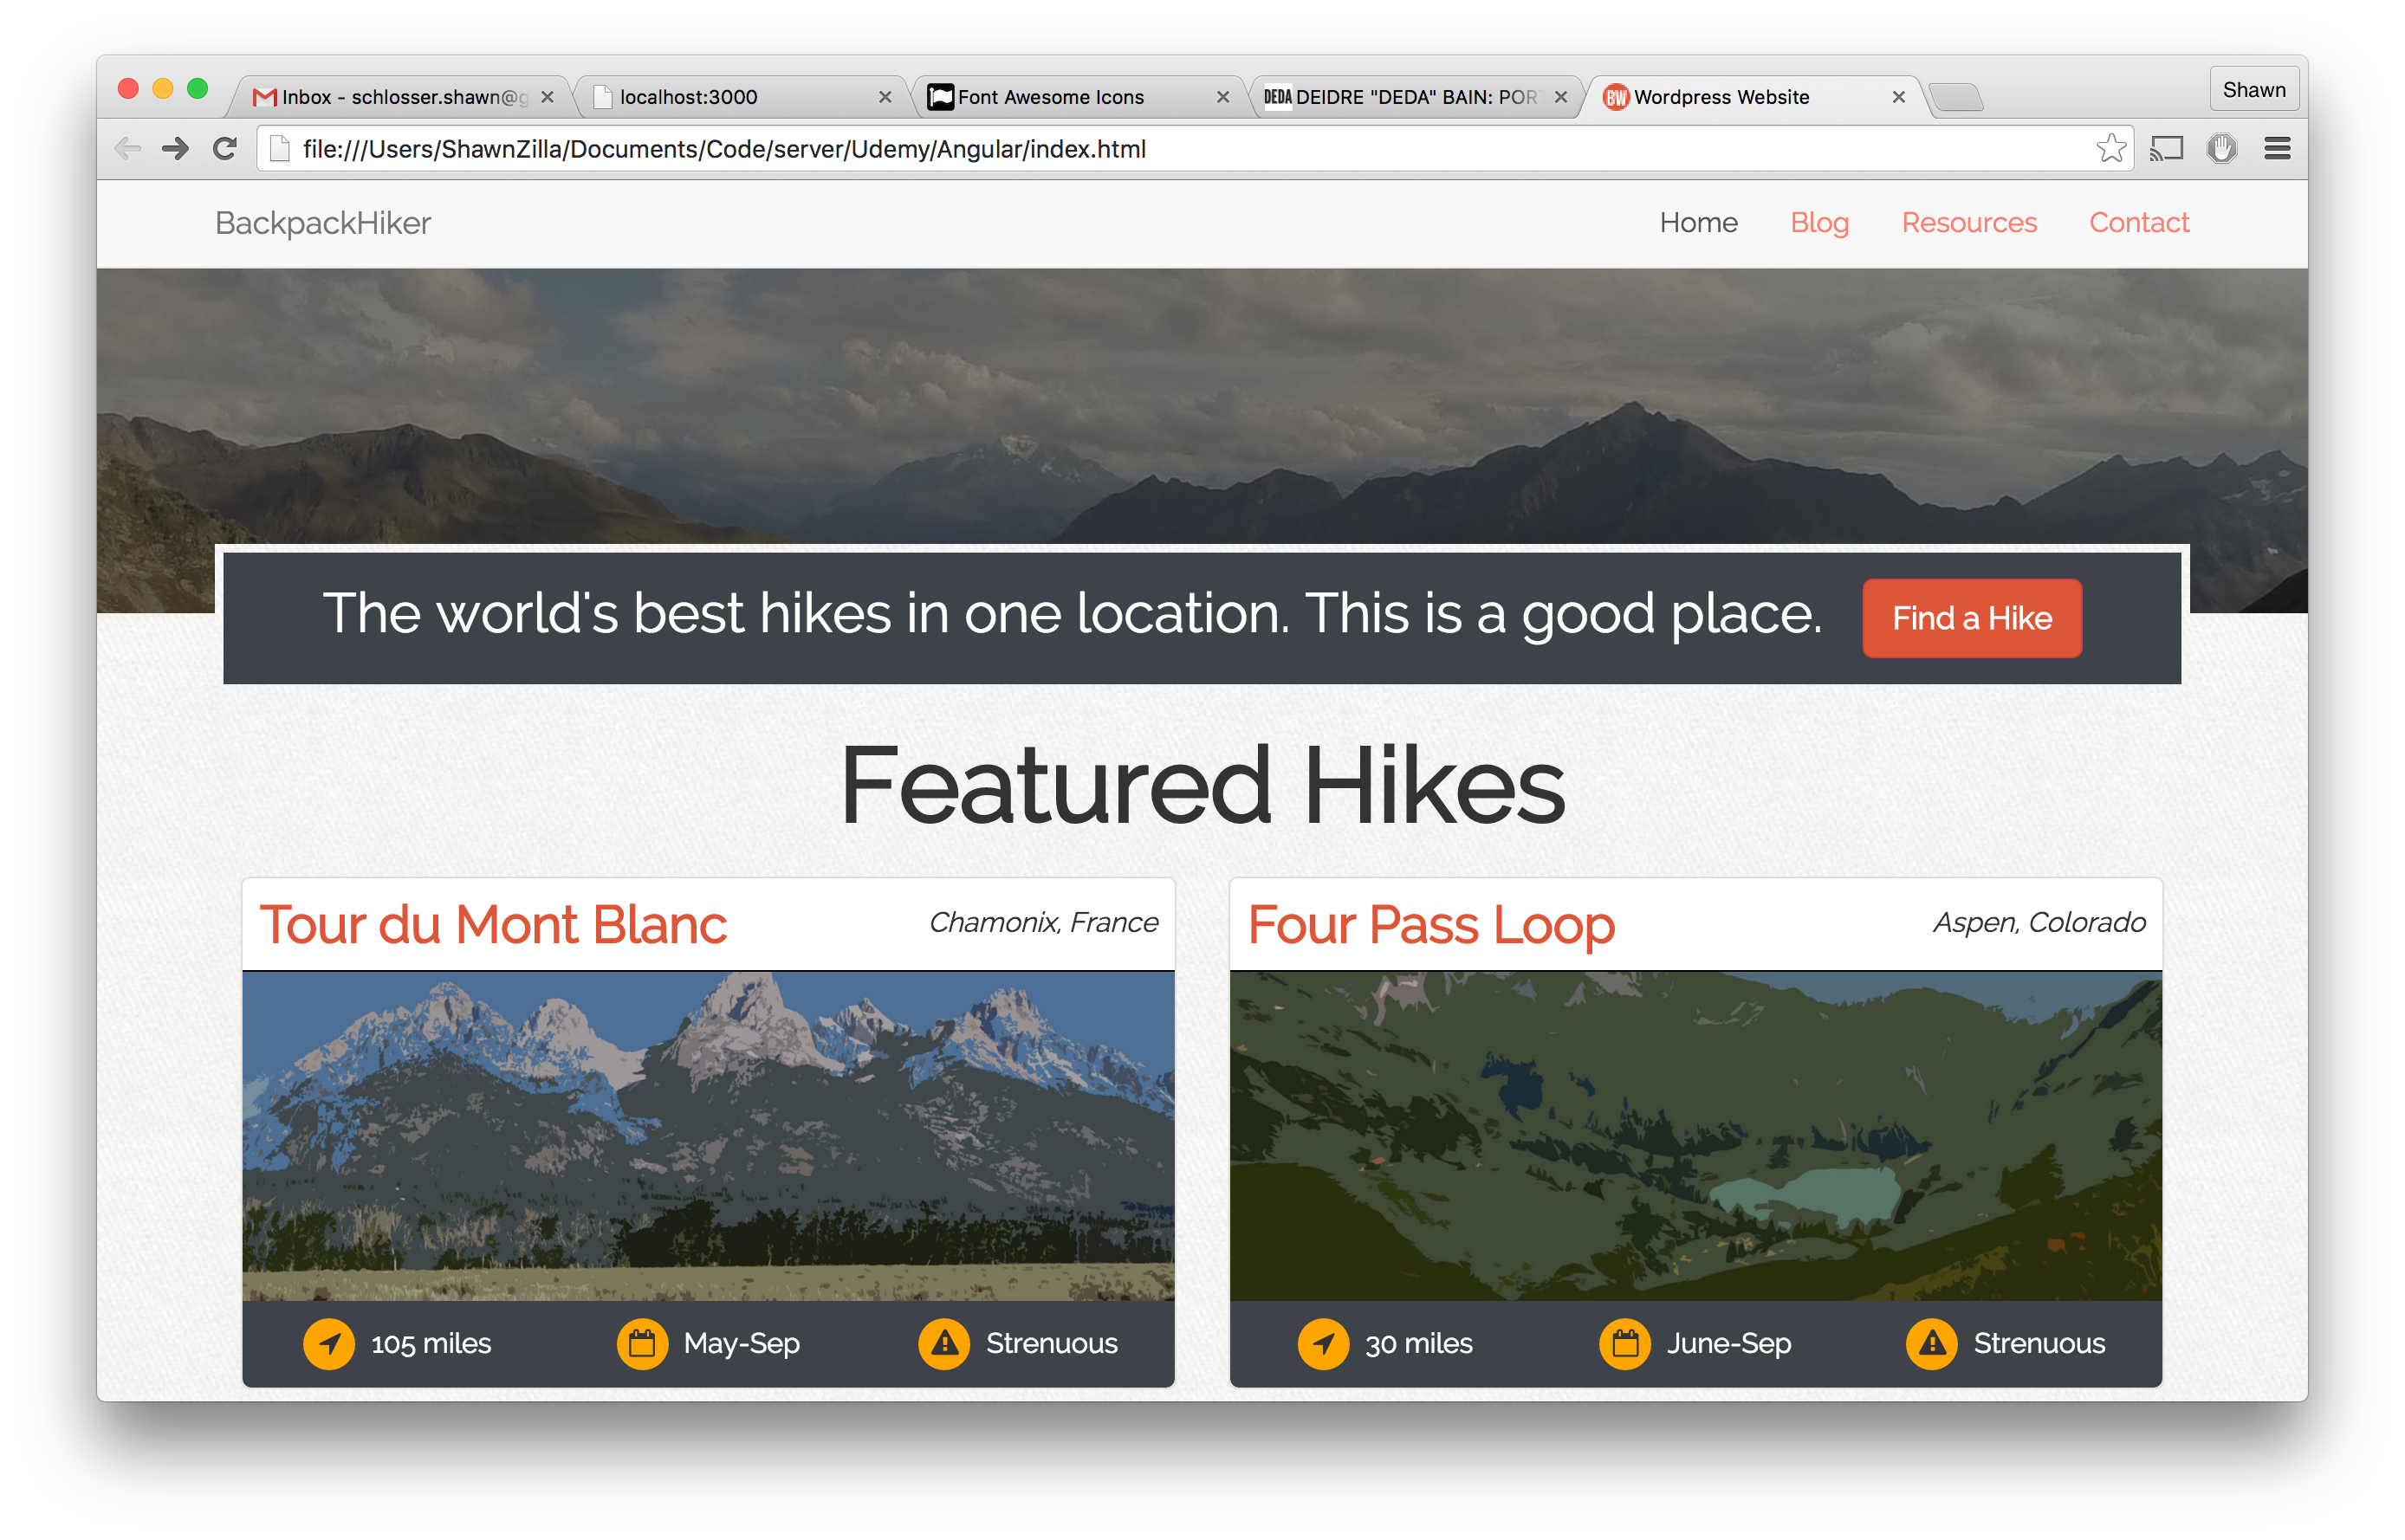 Inbox - schlosser.shawn@g
localhost:3000
Font Awesome Icons
DEDA DEIDRE "DEDA" BAIN: PORT
BW Wordpress Website
Shawn
file:///Users/ShawnZilla/Documents/Code/server/Udemy/Angular/index.html
BackpackHiker
Home Blog Resources Contact
The world's best hikes in one location. This is a good place. Find a Hike
Featured Hikes
Tour du Mont Blanc Chamonix, France
105 miles May-Sep Strenuous
Four Pass Loop Aspen, Colorado
30 miles June-Sep Strenuous